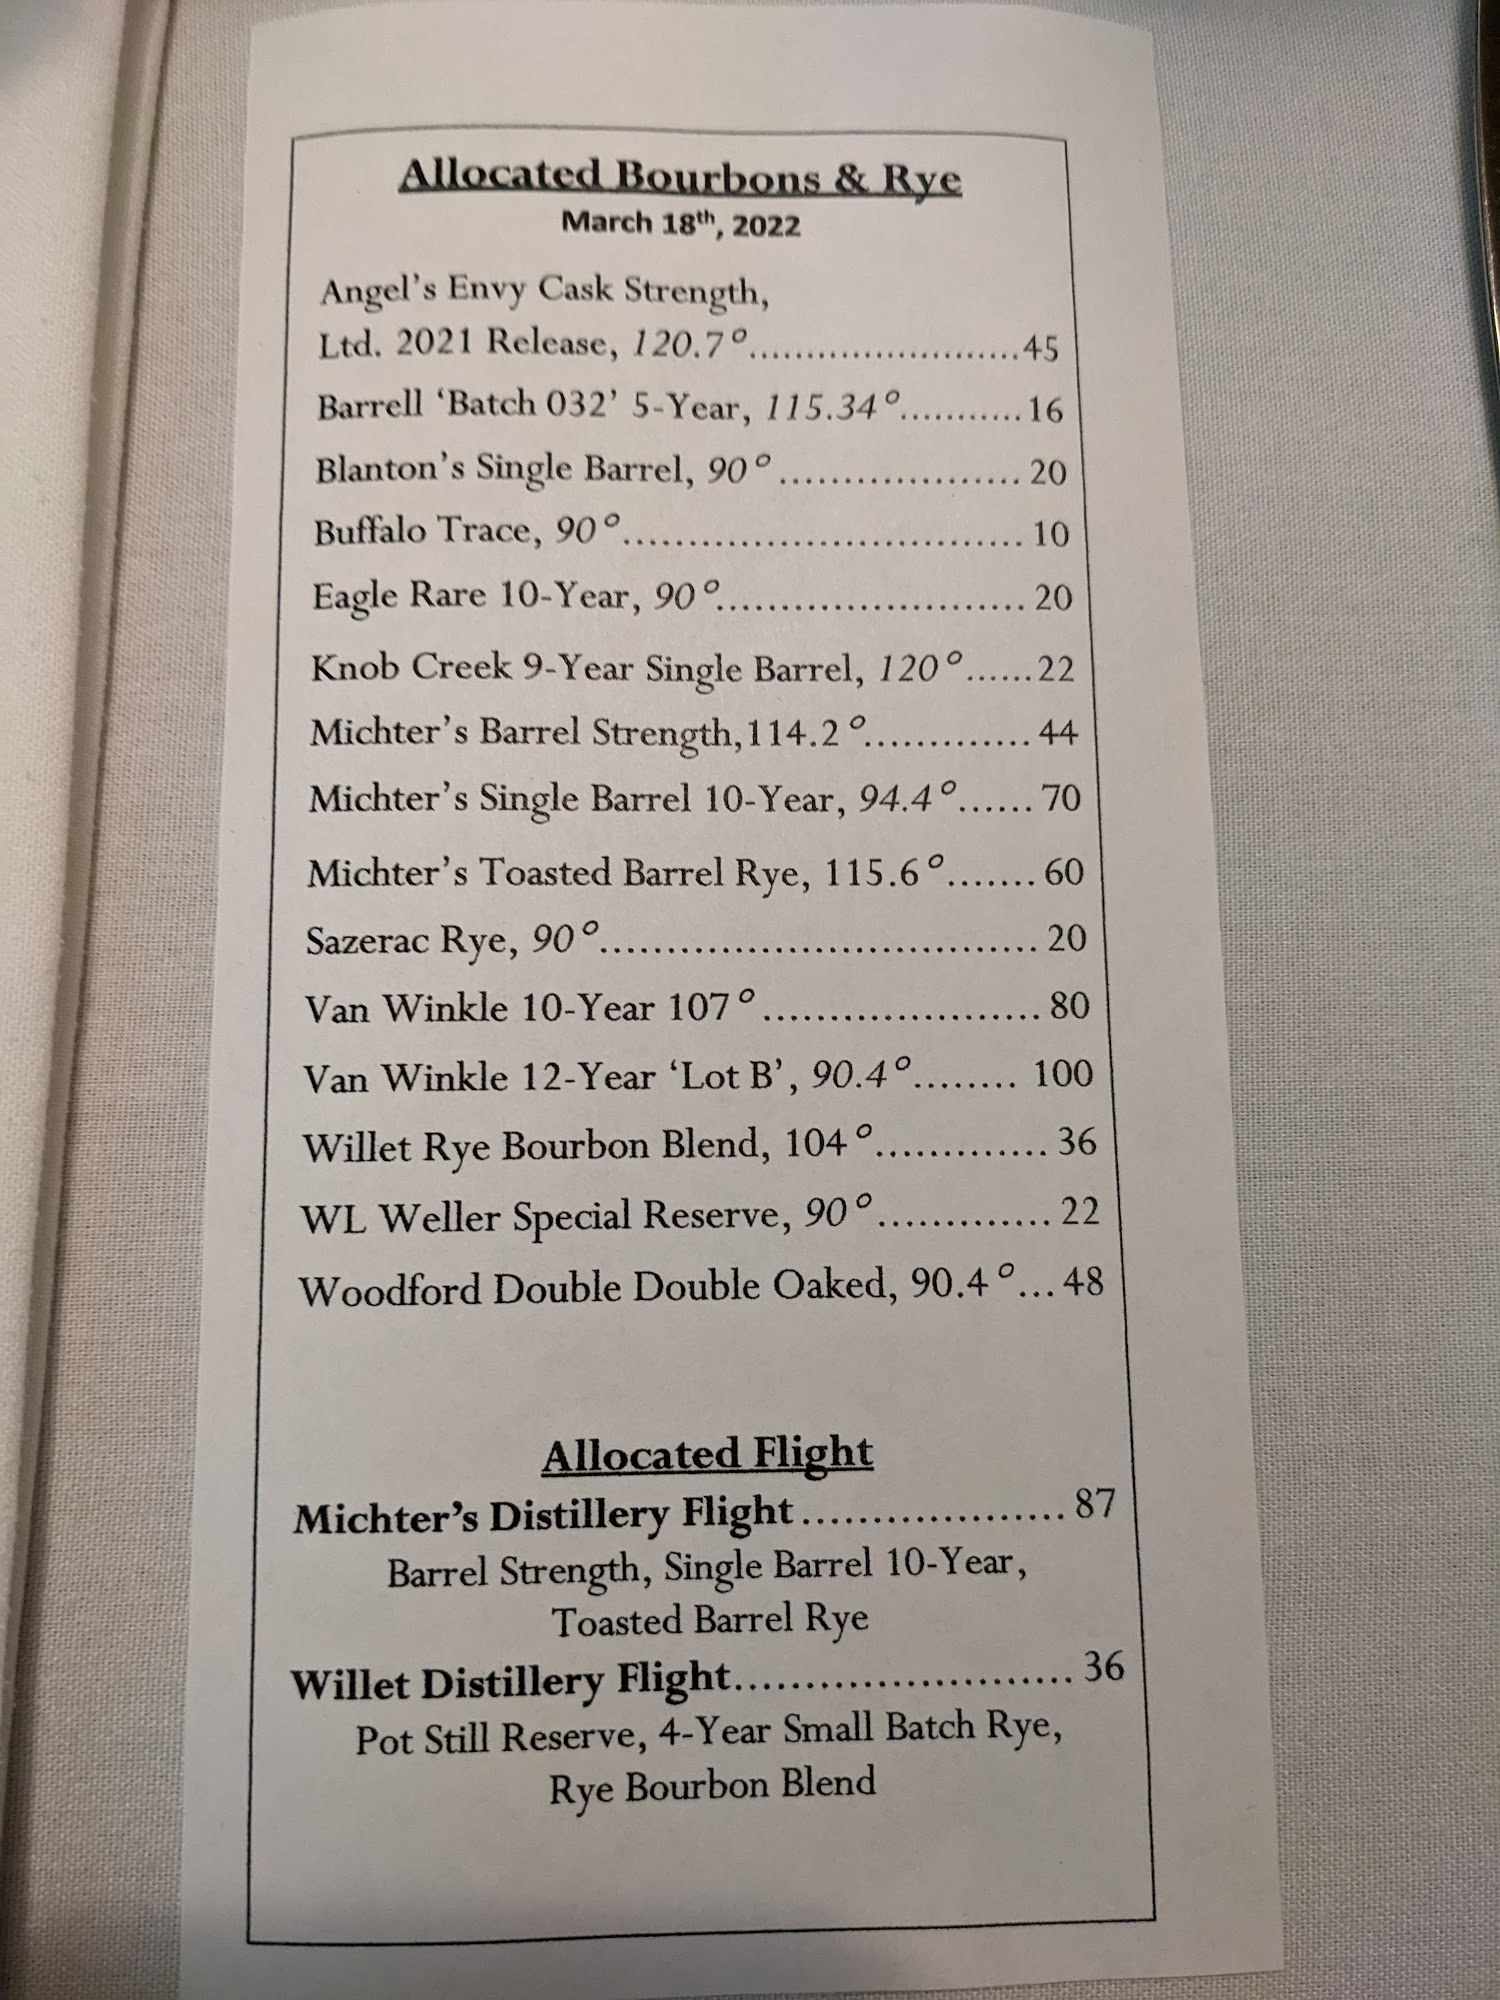 Allocated Bourbons & Rye
March 18th, 2022
Angel's Envy Cask Strength,
Ltd. 2021 Release, 120.7°........................45
Barrell ‘Batch 032’ 5-Year, 115.34°...........16
Blanton's Single Barrel, 90°...................20
Buffalo Trace, 90°...............................10
Eagle Rare 10-Year, 90°........................20
Knob Creek 9-Year Single Barrel, 120°......22
Michter's Barrel Strength,114.2°.............44
Michter's Single Barrel 10-Year, 94.4°......70
Michter's Toasted Barrel Rye, 115.6°.......60
Sazerac Rye, 90°.................................20
Van Winkle 10-Year 107°.....................80
Van Winkle 12-Year ‘Lot B’, 90.4°........ 100
Willet Rye Bourbon Blend, 104°.............36
WL Weller Special Reserve, 90°.............22
Woodford Double Double Oaked, 90.4°...48
Allocated Flight
Michter's Distillery Flight...................87
Barrel Strength, Single Barrel 10-Year,
Toasted Barrel Rye
Willet Distillery Flight........................36
Pot Still Reserve, 4-Year Small Batch Rye,
Rye Bourbon Blend